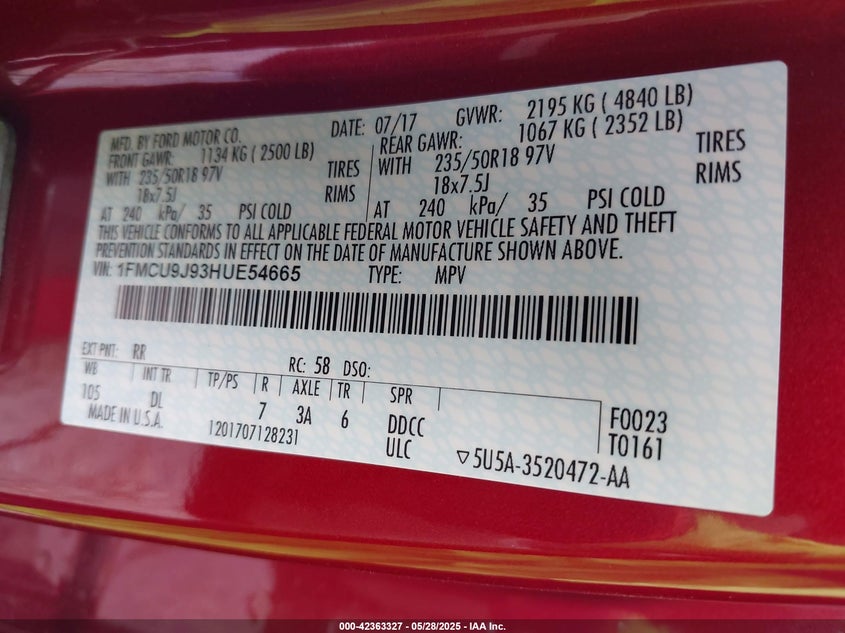 MFD. BY FORD MOTOR CO. DATE: 07/17 GVWR: 2195 KG ( 4840 LB)
FRONT GAWR: 1134 KG ( 2500 LB) REAR GAWR: 1067 KG ( 2352 LB)
WITH 235/50R18 97V TIRES WITH 235/50R18 97V TIRES
18x7.5J RIMS 18x7.5J RIMS
AT 240 kPa/ 35 PSI COLD AT 240 kPa/ 35 PSI COLD
THIS VEHICLE CONFORMS TO ALL APPLICABLE FEDERAL MOTOR VEHICLE SAFETY AND THEFT
PREVENTION STANDARDS IN EFFECT ON THE DATE OF MANUFACTURE SHOWN ABOVE.
VIN: 1FMCU9J93HUE54665 TYPE: MPV
EXT PNT: RR RC: 58 DSO:
WB INT TR TP/PS R AXLE TR SPR
105 DL 7 3A 6 DDCC F0023
MADE IN U.S.A. 1201707128231 ULC T0161
▽5U5A-3520472-AA
000-42363327 - 05/28/2025 - IAA Inc.